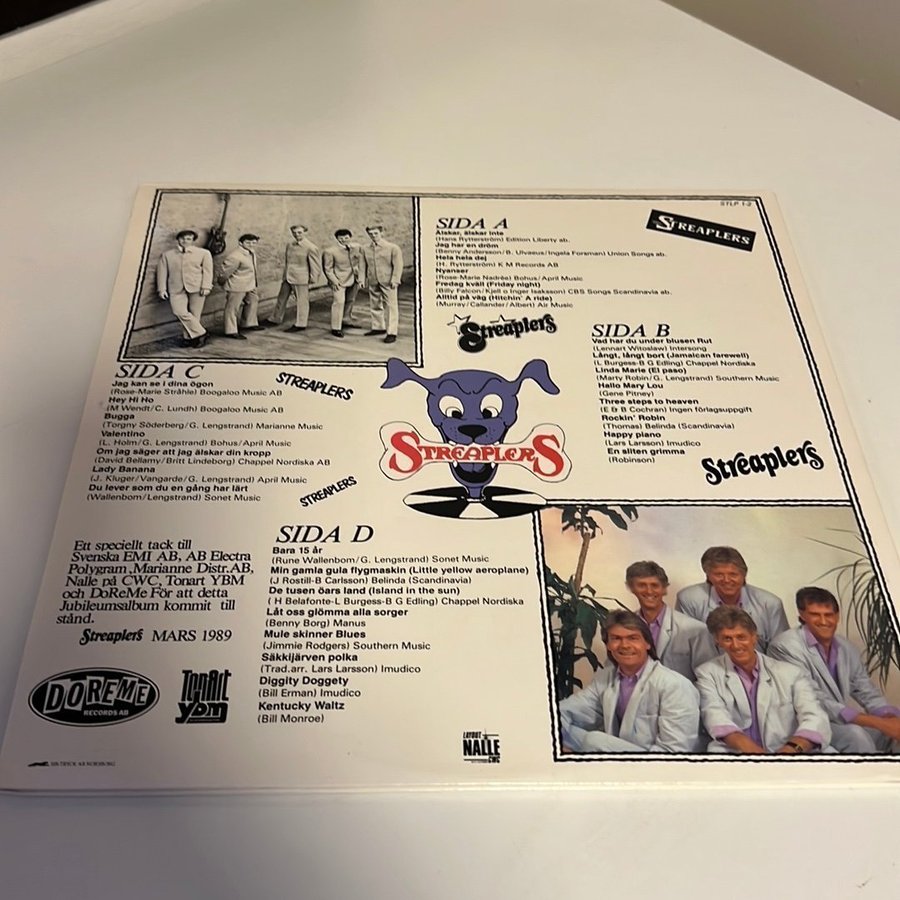 STLP 1-2
STREAPLERS
SIDA A
Älskar, älskar inte
(Hans Rytterström) Edition Liberty ab.
Jag har en dröm
(Benny Andersson/B. Ulvaeus/Ingela Forsman) Union Songs ab.
Hela hela dej
(H. Rytterström) K M Records AB
Nyanser
(Rose-Marie Nadrée) Bohus/April Music
Fredag kväll (Friday night)
(Billy Falcon/Kjell o Inger Isaksson) CBS Songs Scandinavia ab.
Alltid på väg (Hitchin' A ride)
(Murray/Callander/Albert) Air Music
Streaplers
SIDA B
Vad har du under blusen Rut
(Lennart Witoslaw) Intersong
Långt, långt bort (Jamaican farewell)
(L Burgess-B G Edling) Chappel Nordiska
Linda Marie (El paso)
(Marty Robin/G. Lengstrand) Southern Music
Hallo Mary Lou
(Gene Pitney)
Three steps to heaven
(E & B Cochran) Ingen förlagsuppgift
Rockin' Robin
(Thomas) Belinda (Scandinavia)
Happy piano
(Lars Larsson) Imudico
En sliten grimma
(Robinson)
Streaplers
SIDA C
Jag kan se i dina ögon
(Rose-Marie Stråhle) Boogaloo Music AB
Hey Hi Ho
(M Wendt/C. Lundh) Boogaloo Music AB
Bugga
(Torgny Söderberg/G. Lengstrand) Marianne Music
Valentino
(L. Holm/G. Lengstrand) Bohus/April Music
Om jag säger att jag älskar din kropp
(David Bellamy/Britt Lindeborg) Chappel Nordiska AB
Lady Banana
(J. Kluger/Vangarde/G. Lengstrand) April Music
Du lever som du en gång har lärt
(Wallenbom/Lengstrand) Sonet Music
STREAPLERS
STREAPLERS
STREAPLERS
SIDA D
Bara 15 år
(Rune Wallenbom/G. Lengstrand) Sonet Music
Min gamla gula flygmaskin (Little yellow aeroplane)
(J Rostill-B Carlsson) Belinda (Scandinavia)
De tusen öars land (Island in the sun)
( H Belafonte-L Burgess-B G Edling) Chappel Nordiska
Låt oss glömma alla sorger
(Benny Borg) Manus
Mule skinner Blues
(Jimmie Rodgers) Southern Music
Säkkijärven polka
(Trad.arr. Lars Larsson) Imudico
Diggity Doggety
(Bill Erman) Imudico
Kentucky Waltz
(Bill Monroe)
Ett speciellt tack till
Svenska EMI AB, AB Electra
Polygram ,Marianne Distr.AB,
Nalle på CWC, Tonart YBM
och DoReMe För att detta
Jubileumsalbum kommit till
stånd.
Streaplers MARS 1989
DOREME
RECORDS AB
TonArt
ybm
LAYOUT
NALLE
CWC